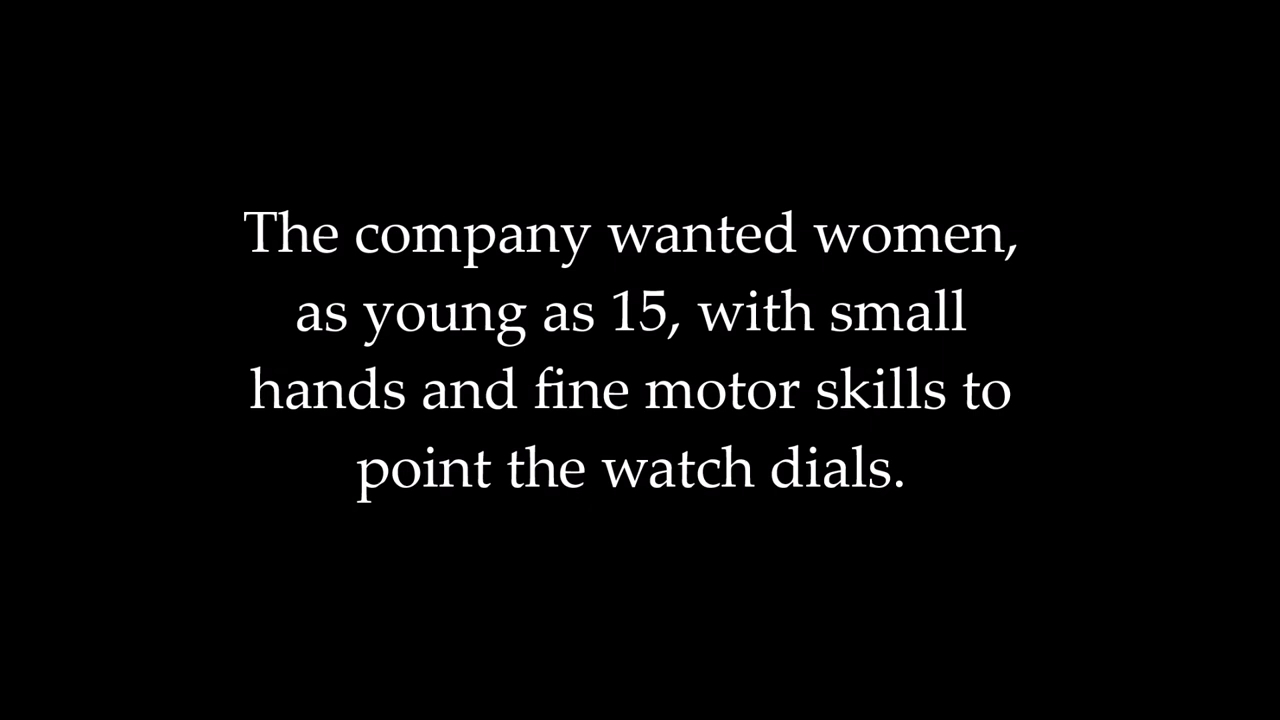 The company wanted women,
as young as 15, with small
hands and fine motor skills to
point the watch dials.